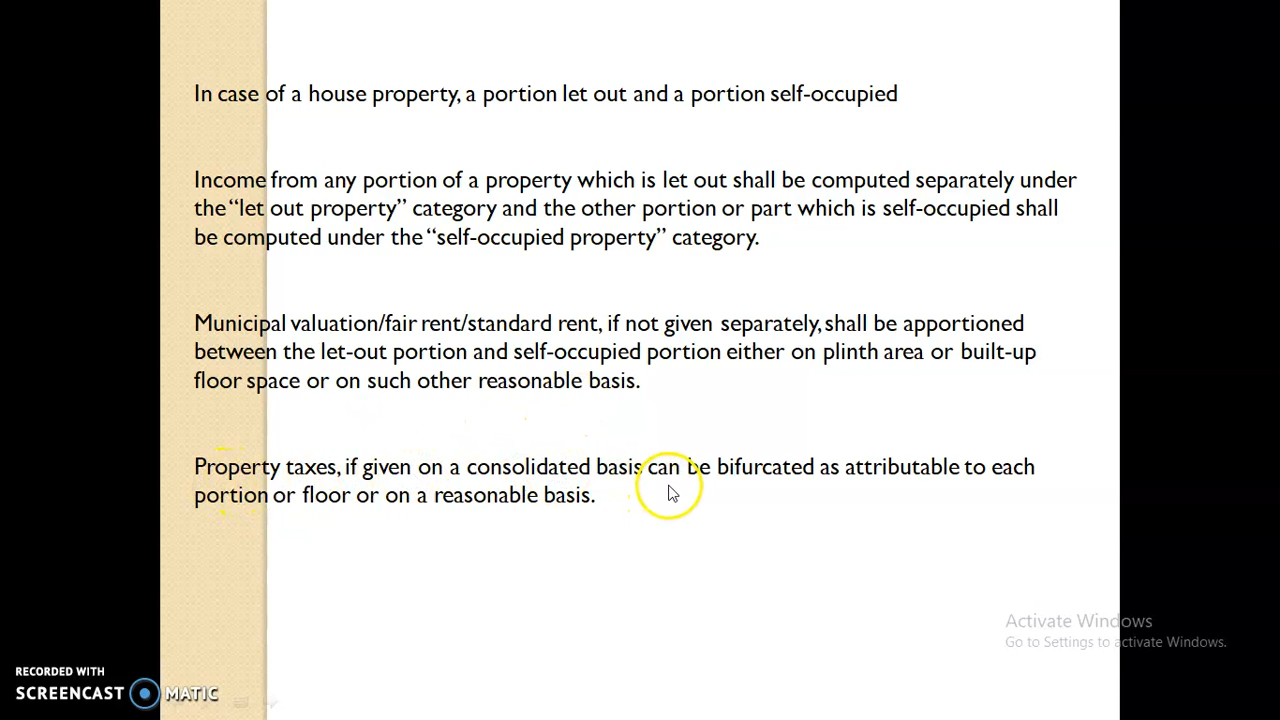 In case of a house property, a portion let out and a portion self-occupied
Income from any portion of a property which is let out shall be computed separately under
the “let out property” category and the other portion or part which is self-occupied shall
be computed under the “self-occupied property” category.
Municipal valuation/fair rent/standard rent, if not given separately, shall be apportioned
between the let-out portion and self-occupied portion either on plinth area or built-up
floor space or on such other reasonable basis.
Property taxes, if given on a consolidated basis can be bifurcated as attributable to each
portion or floor or on a reasonable basis.
Activate Windows
Go to Settings to activate Windows.
RECORDED WITH
SCREENCAST MATIC